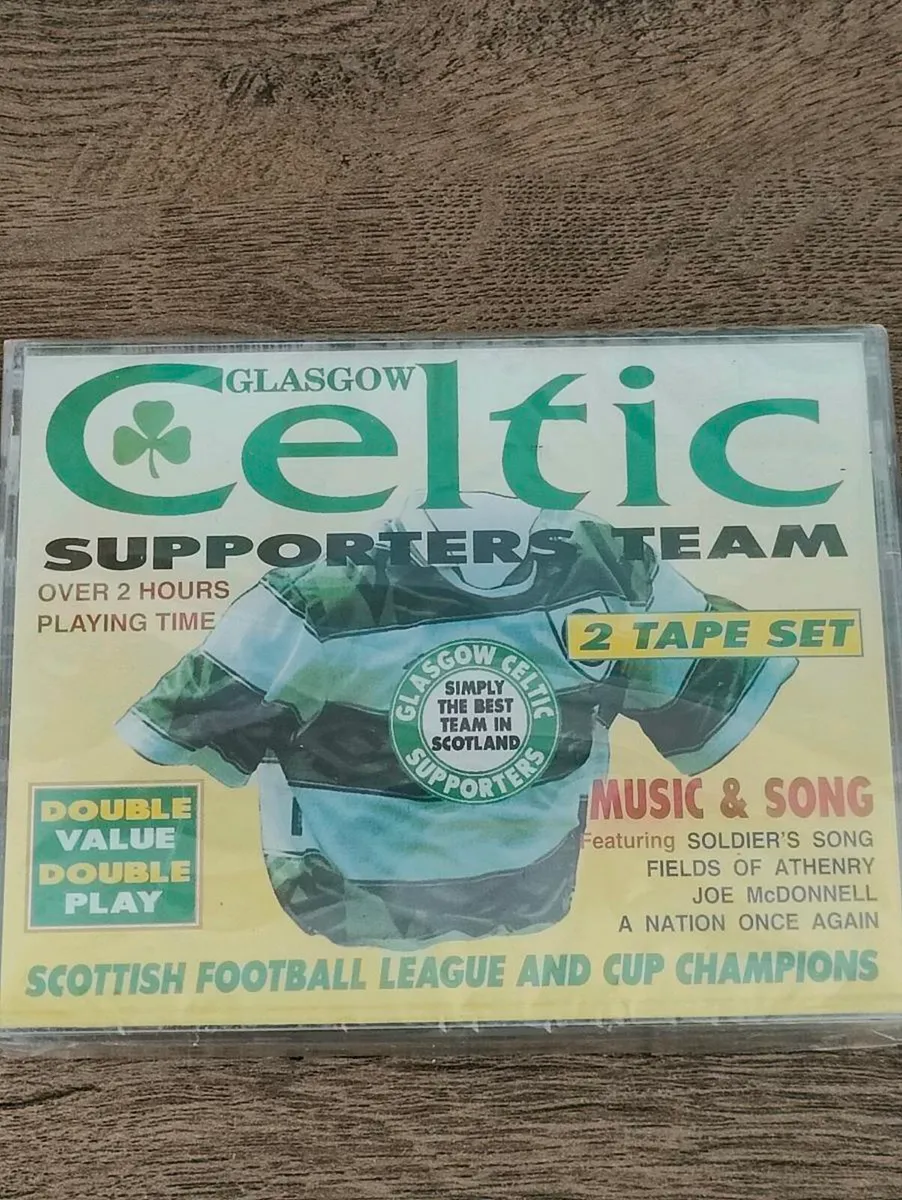 GLASGOW
Celtic
SUPPORTERS TEAM
OVER 2 HOURS
PLAYING TIME
2 TAPE SET
GLASGOW CELTIC
SIMPLY
THE BEST
TEAM IN
SCOTLAND
SUPPORTERS
DOUBLE
VALUE
DOUBLE
PLAY
MUSIC & SONG
Featuring SOLDIER'S SONG
FIELDS OF ATHENRY
JOE McDONNELL
A NATION ONCE AGAIN
SCOTTISH FOOTBALL LEAGUE AND CUP CHAMPIONS